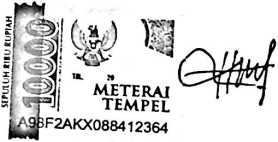 SEPULUH RIBU RUPIAH
10000
TGL. 20
METERAI
TEMPEL
A98F2AKX088412364